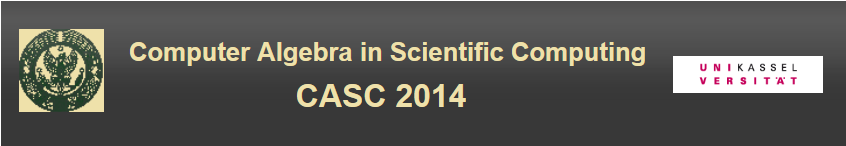 Computer Algebra in Scientific Computing
CASC 2014
UNIKASSEL
VERSITÄT